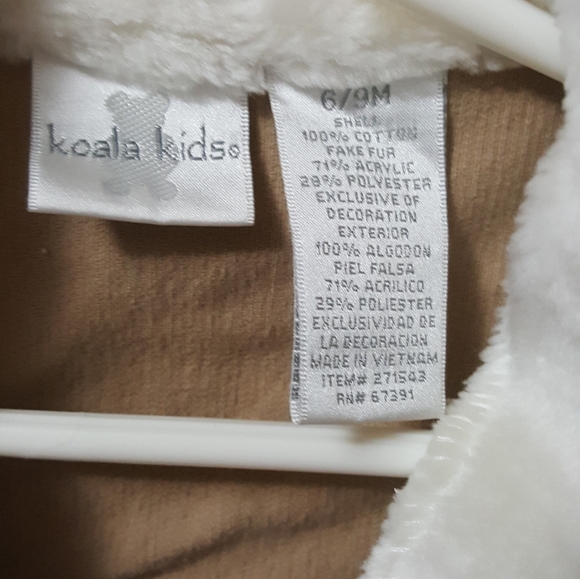 koala kids
6/9M
SHELL
100% COTTON
FAKE FUR
71% ACRYLIC
29% POLYESTER
EXCLUSIVE OF
DECORATION
EXTERIOR
100% ALGODON
PIEL FALSA
71% ACRILICO
29% POLIESTER
EXCLUSIVIDAD DE
LA DECORACION
MADE IN VIETNAM
ITEM# 271543
RN# 67391